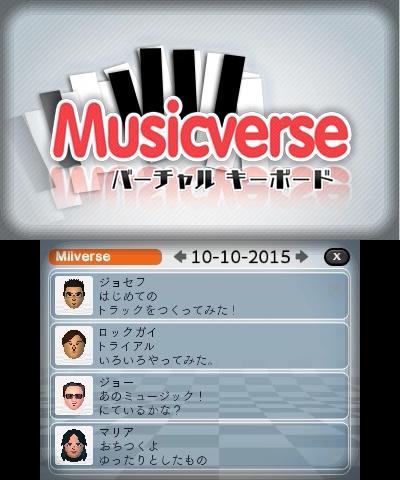 Musicverse
バーチャル キーボード
Miiverse
10-10-2015
X
ジョセフ
はじめての
トラックをつくってみた！
ロックガイ
トライアル
いろいろやってみた。
ジョー
あのミュージック！
にているかな？
マリア
おちつくよ
ゆったりとしたもの